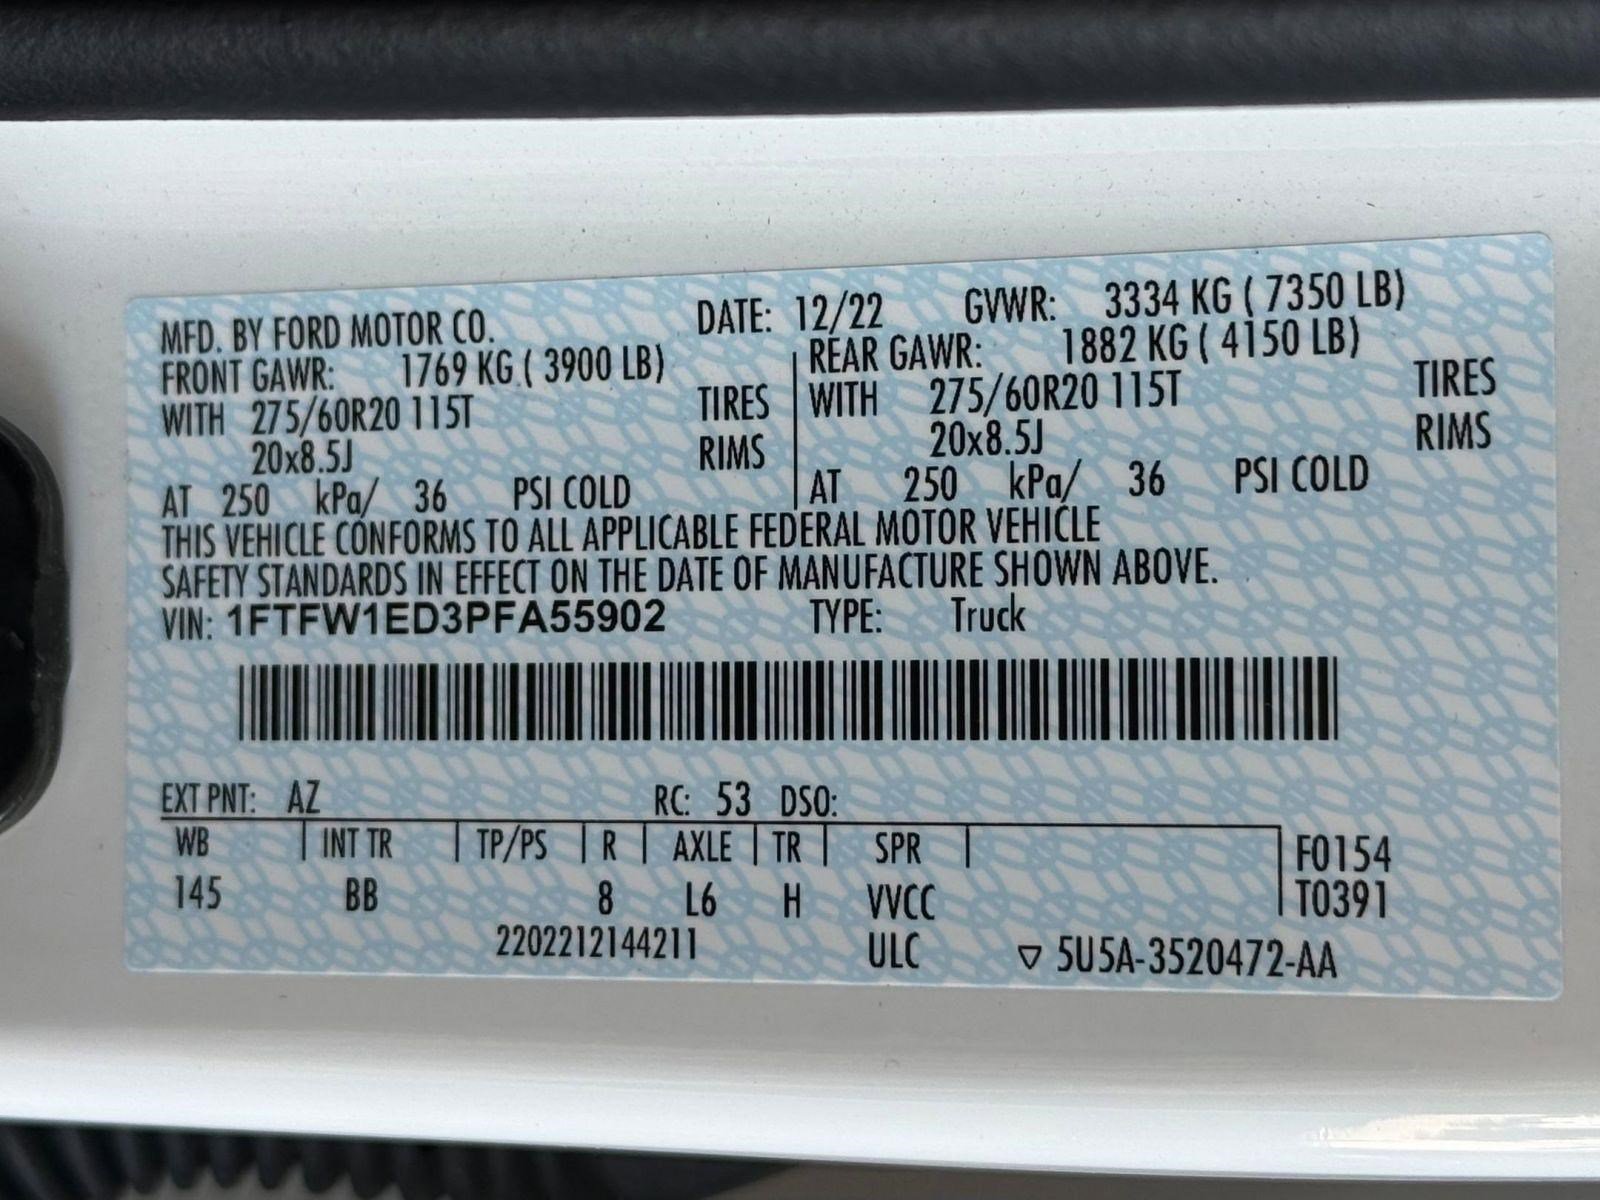 MFD. BY FORD MOTOR CO. DATE: 12/22 GVWR: 3334 KG ( 7350 LB)
FRONT GAWR: 1769 KG ( 3900 LB) REAR GAWR: 1882 KG ( 4150 LB)
WITH 275/60R20 115T TIRES WITH 275/60R20 115T TIRES
20x8.5J RIMS 20x8.5J RIMS
AT 250 kPa/ 36 PSI COLD AT 250 kPa/ 36 PSI COLD
THIS VEHICLE CONFORMS TO ALL APPLICABLE FEDERAL MOTOR VEHICLE
SAFETY STANDARDS IN EFFECT ON THE DATE OF MANUFACTURE SHOWN ABOVE.
VIN: 1FTFW1ED3PFA55902 TYPE: Truck
EXT PNT: AZ RC: 53 DSO:
WB INT TR TP/PS R AXLE TR SPR F0154
145 BB 8 L6 H VVCC T0391
2202212144211 ULC ▽ 5U5A-3520472-AA